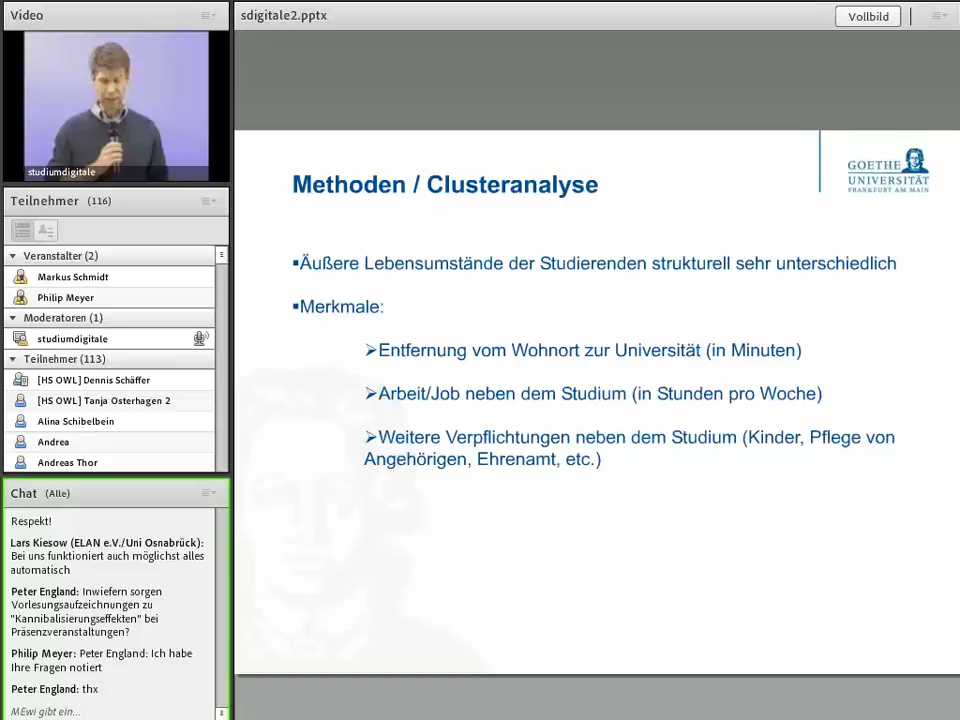 Video
studiumdigitale
Teilnehmer (116)
Veranstalter (2)
Markus Schmidt
Philip Meyer
Moderatoren (1)
studiumdigitale
Teilnehmer (113)
[HS OWL] Dennis Schäffer
[HS OWL] Tanja Osterhagen 2
Alina Schibelbein
Andrea
Andreas Thor
Chat (Alle)
Respekt!
Lars Kiesow (ELAN e.V./Uni Osnabrück):
Bei uns funktioniert auch möglichst alles
automatisch
Peter England: Inwiefern sorgen
Vorlesungsaufzeichnungen zu
"Kannibalisierungseffekten" bei
Präsenzveranstaltungen?
Philip Meyer: Peter England: Ich habe
Ihre Fragen notiert
Peter England: thx
MEwi gibt ein...
sdigitale2.pptx
Vollbild
GOETHE
UNIVERSITÄT
FRANKFURT AM MAIN
Methoden / Clusteranalyse
▪Äußere Lebensumstände der Studierenden strukturell sehr unterschiedlich
▪Merkmale:
➢Entfernung vom Wohnort zur Universität (in Minuten)
➢Arbeit/Job neben dem Studium (in Stunden pro Woche)
➢Weitere Verpflichtungen neben dem Studium (Kinder, Pflege von
Angehörigen, Ehrenamt, etc.)